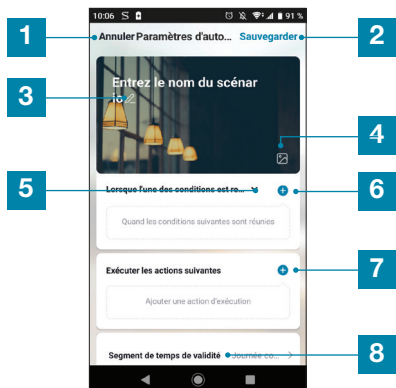 10:06 S 91 %
1 Annuler Paramètres d'auto... Sauvegarder 2
Entrez le nom du scénar
3 io
4
5 Lorsque l'une des conditions est re... 6
Quand les conditions suivantes sont réunies
Exécuter les actions suivantes 7
Ajouter une action d'exécution
Segment de temps de validité Journée co... 8